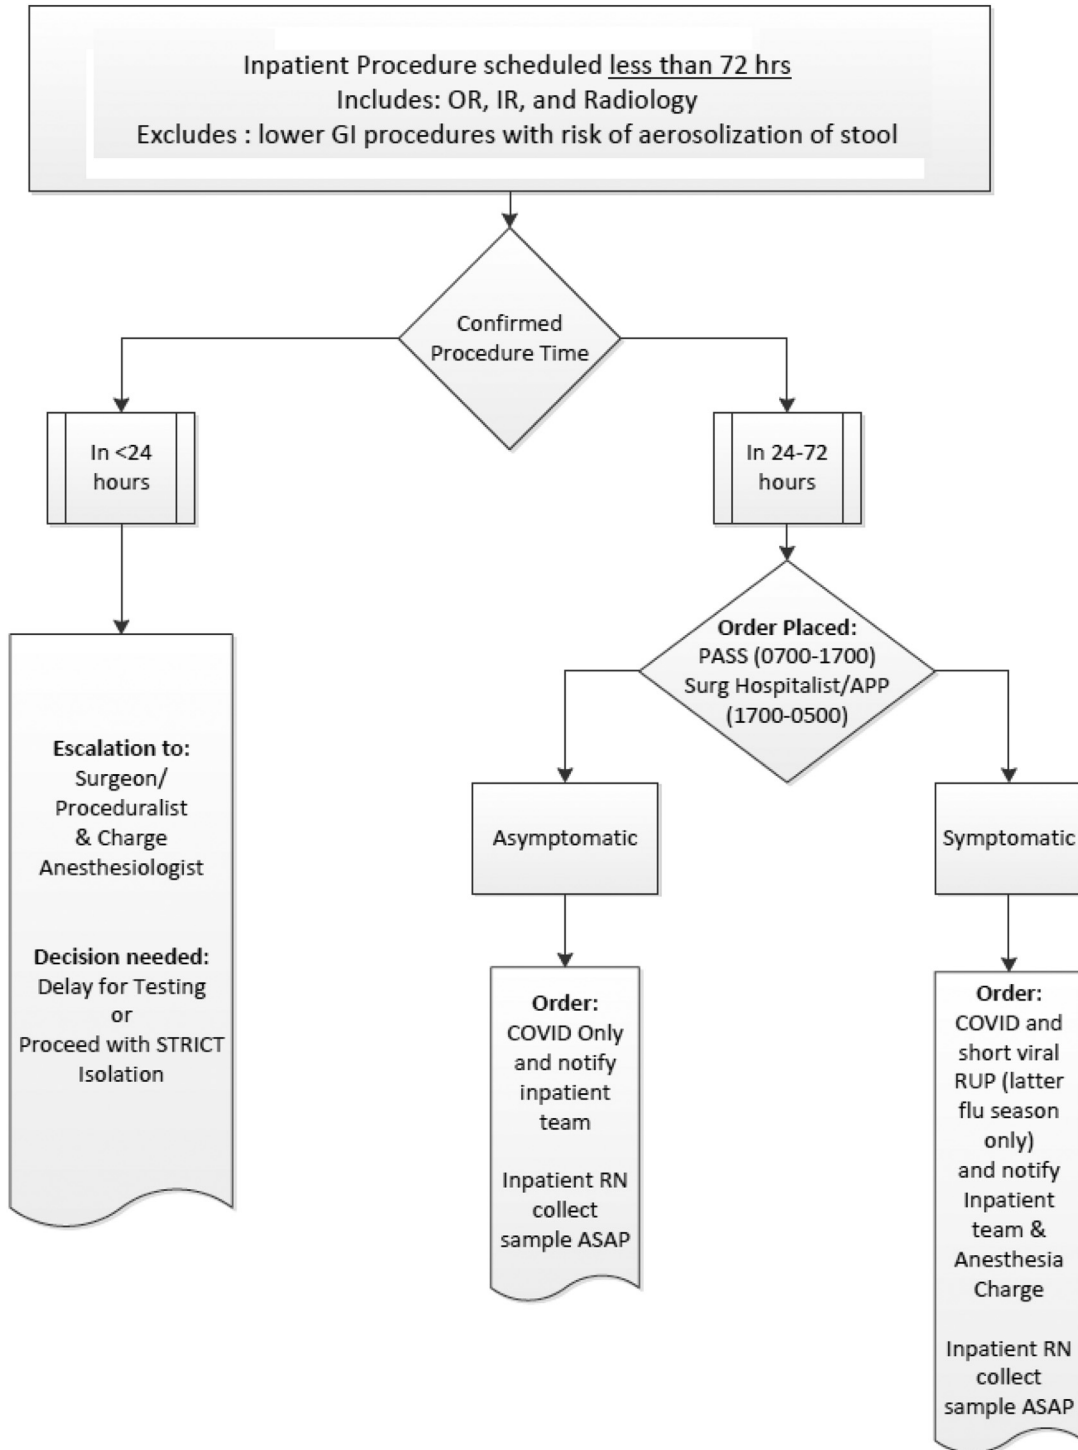 Inpatient Procedure scheduled less than 72 hrs
Includes: OR, IR, and Radiology
Excludes : lower GI procedures with risk of aerosolization of stool
Confirmed
Procedure Time
In <24
hours
In 24-72
hours
Escalation to:
Surgeon/
Proceduralist
& Charge
Anesthesiologist
Decision needed:
Delay for Testing
or
Proceed with STRICT
Isolation
Order Placed:
PASS (0700-1700)
Surg Hospitalist/APP
(1700-0500)
Asymptomatic
Symptomatic
Order:
COVID Only
and notify
inpatient
team
Inpatient RN
collect
sample ASAP
Order:
COVID and
short viral
RUP (latter
flu season
only)
and notify
Inpatient
team &
Anesthesia
Charge
Inpatient RN
collect
sample ASAP